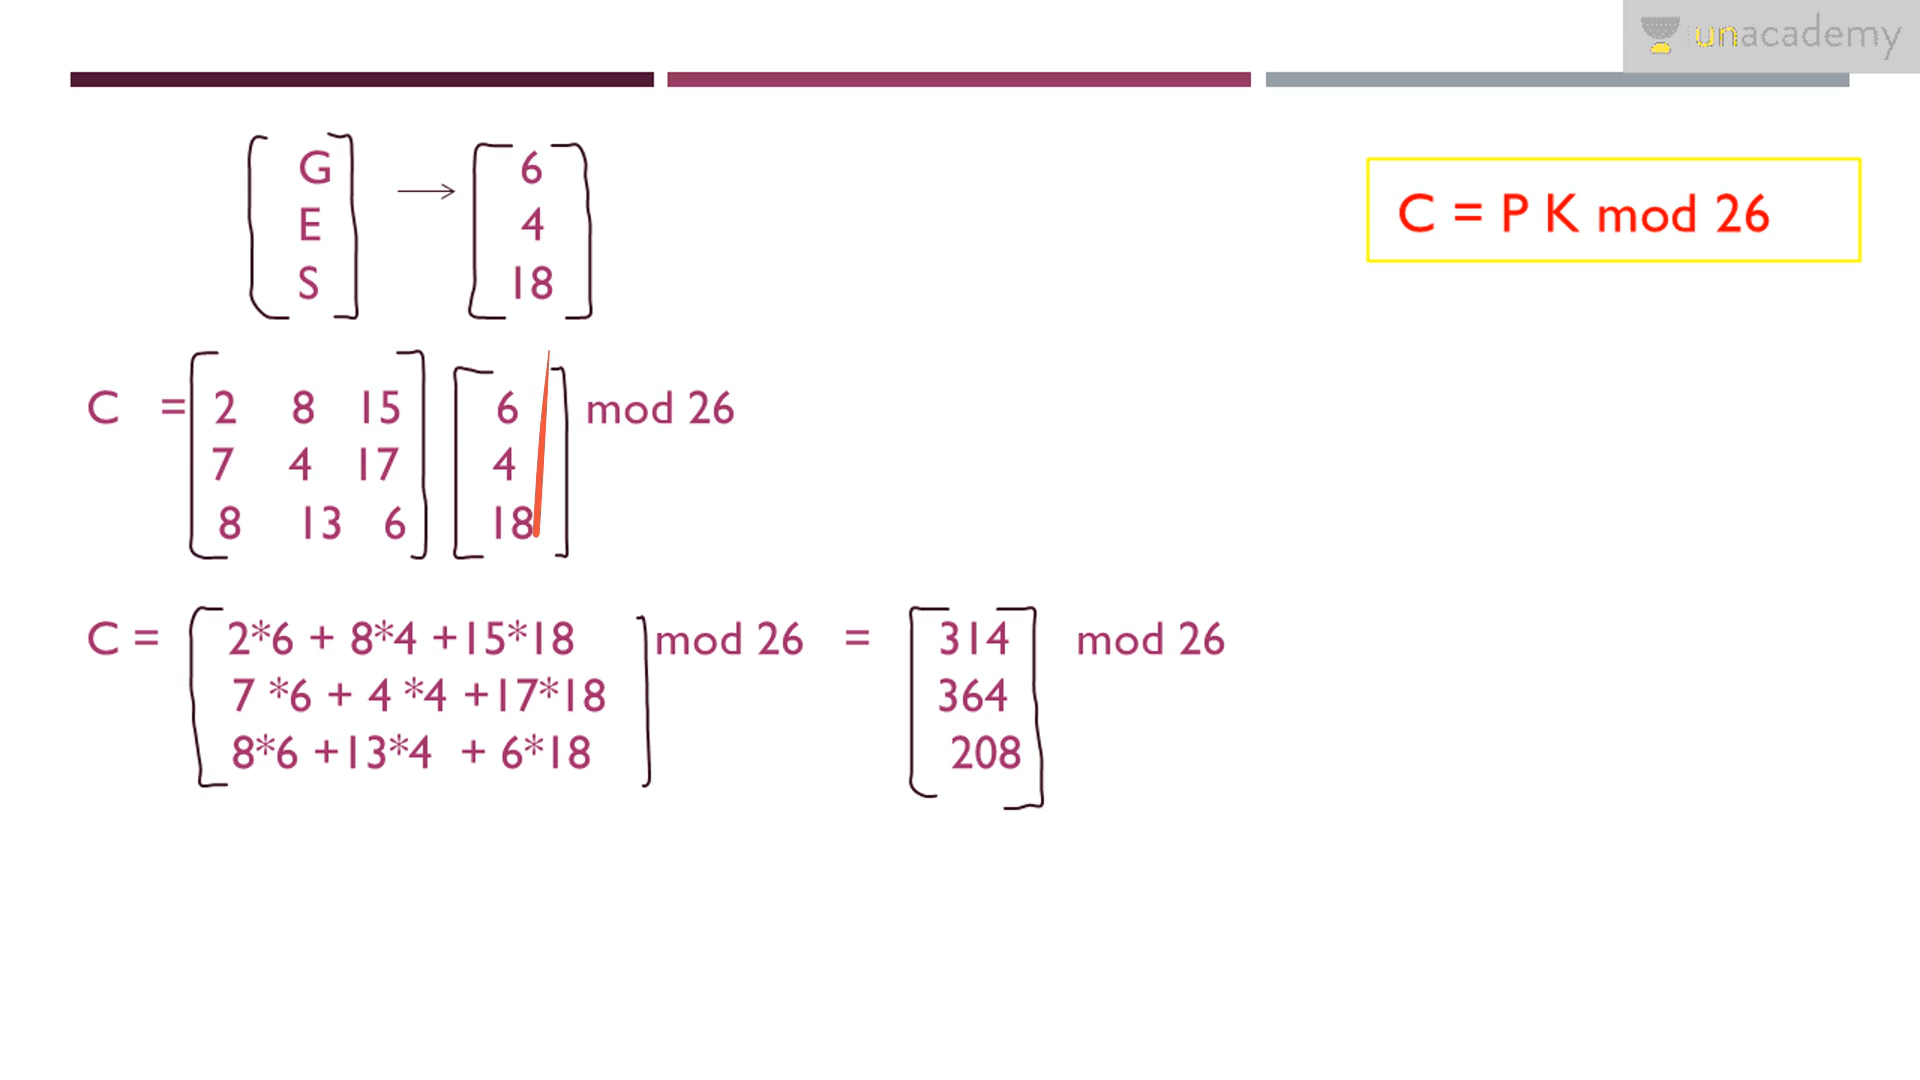 unacademy
G → 6
E 4
S 18
C = P K mod 26
C = 2 8 15 6 mod 26
7 4 17 4
8 13 6 18
C = 2*6 + 8*4 +15*18 mod 26 = 314 mod 26
7 *6 + 4 *4 +17*18 364
8*6 +13*4 + 6*18 208